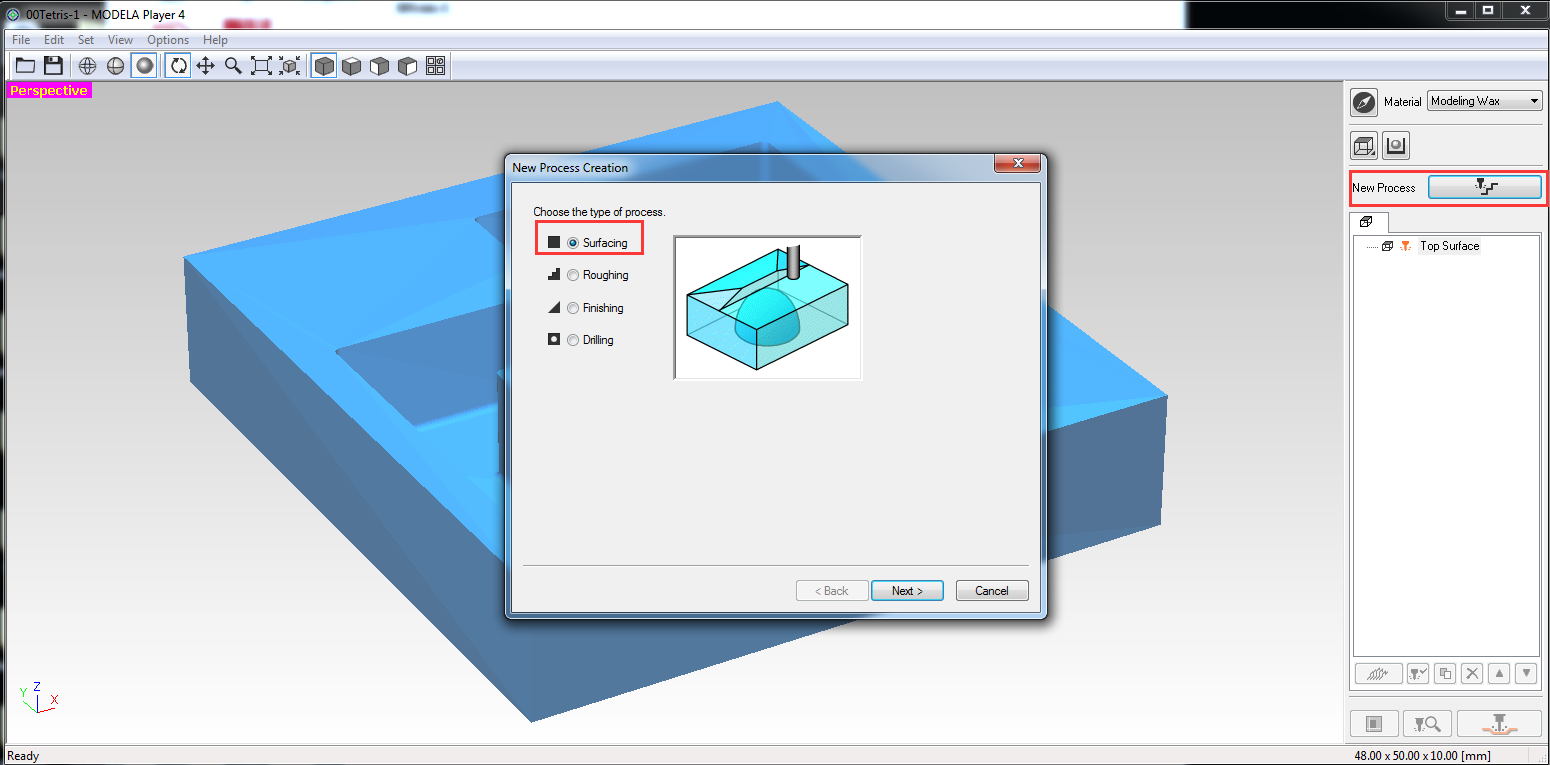 00Tetris-1 - MODELA Player 4
File Edit Set View Options Help
Perspective
Material Modeling Wax
New Process
Top Surface
New Process Creation
Choose the type of process.
Surfacing
Roughing
Finishing
Drilling
< Back Next > Cancel
Z
Y
X
Ready
48.00 x 50.00 x 10.00 [mm]